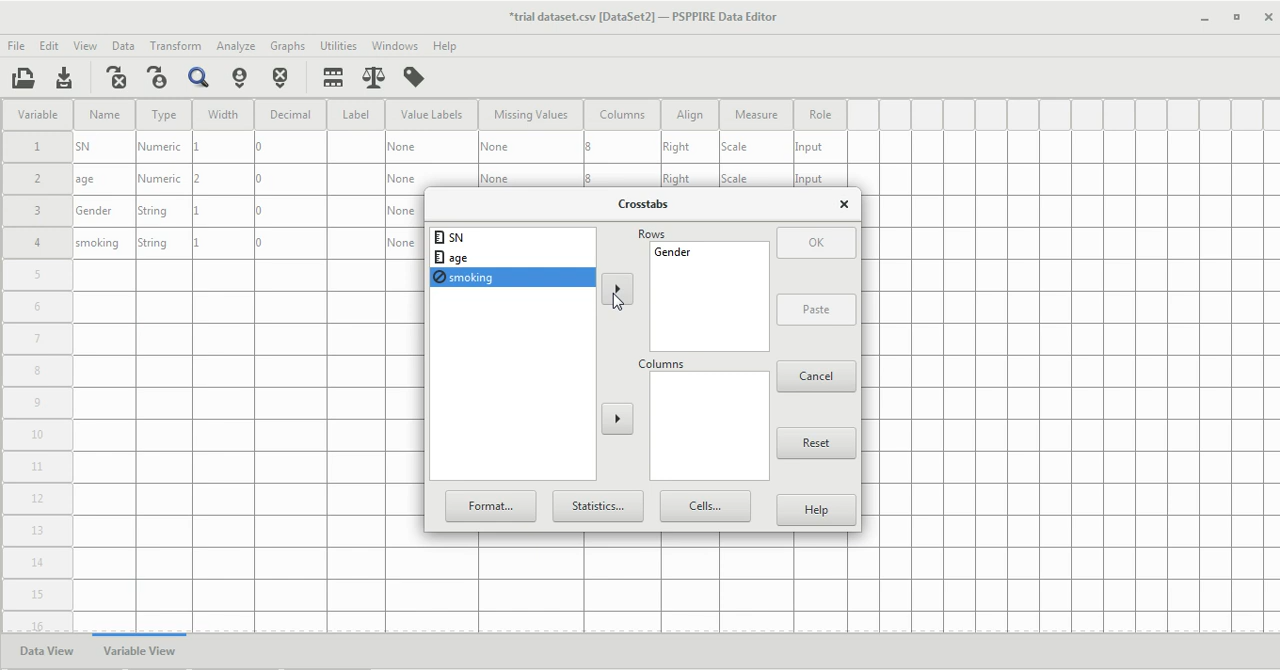 *trial dataset.csv [DataSet2] — PSPPIRE Data Editor
File Edit View Data Transform Analyze Graphs Utilities Windows Help
Variable Name Type Width Decimal Label Value Labels Missing Values Columns Align Measure Role
1 SN Numeric 1 0 None None 8 Right Scale Input
2 age Numeric 2 0 None None 8 Right Scale Input
3 Gender String 1 0 None
4 smoking String 1 0 None
5
6
7
8
9
10
11
12
13
14
15
16
Crosstabs
SN
age
smoking
Rows
Gender
Columns
OK
Paste
Cancel
Reset
Help
Format... Statistics... Cells...
Data View Variable View